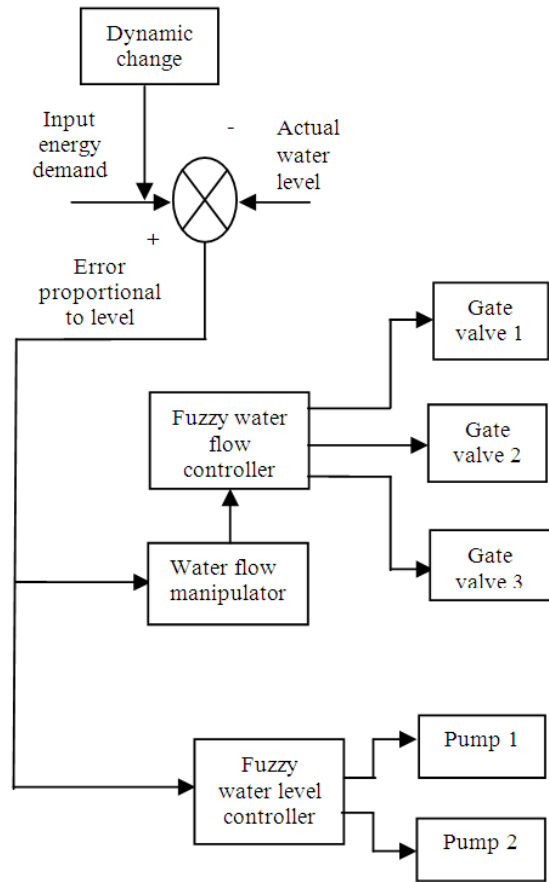 Dynamic
change
Input
energy
demand
-
Actual
water
level
+
Error
proportional
to level
Gate
valve 1
Fuzzy water
flow
controller
Gate
valve 2
Water flow
manipulator
Gate
valve 3
Fuzzy
water level
controller
Pump 1
Pump 2